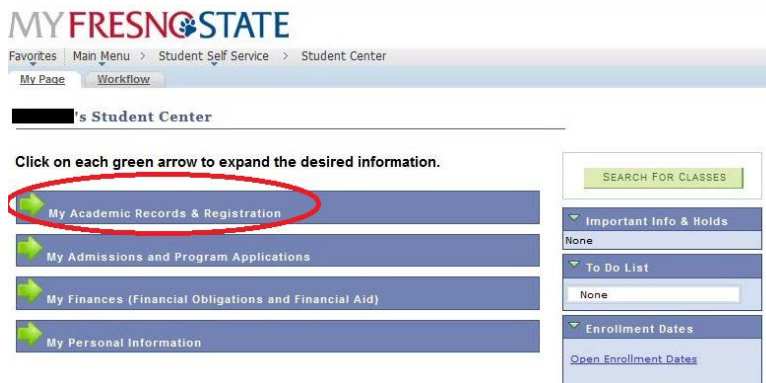 MY FRESNO STATE
Favorites Main Menu > Student Self Service > Student Center
My Page Workflow
's Student Center
Click on each green arrow to expand the desired information.
My Academic Records & Registration
My Admissions and Program Applications
My Finances (Financial Obligations and Financial Aid)
My Personal Information
SEARCH FOR CLASSES
Important Info & Holds
None
To Do List
None
Enrollment Dates
Open Enrollment Dates